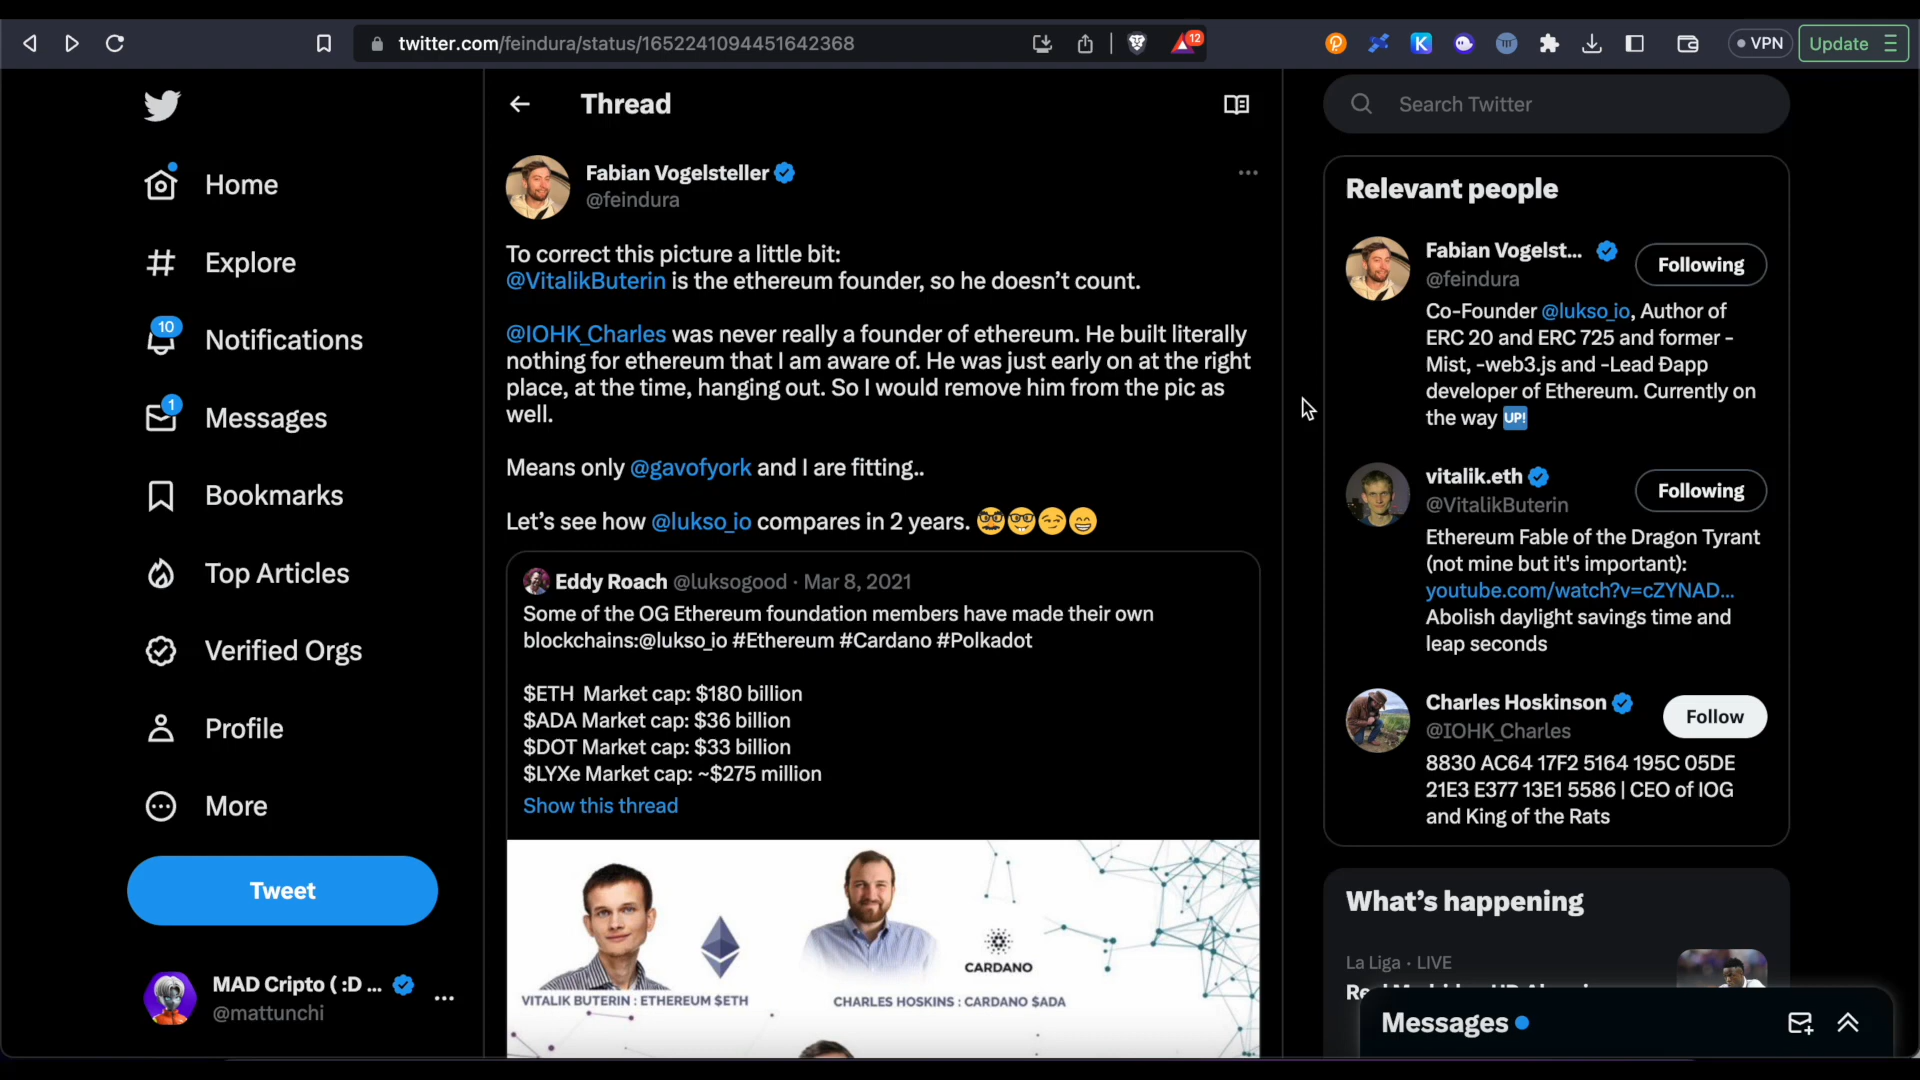 twitter.com/feindura/status/1652241094451642368
12
VPN
Update
Home
Explore
10
Notifications
1
Messages
Bookmarks
Top Articles
Verified Orgs
Profile
More
Tweet
MAD Cripto ( :D ...
@mattunchi
Thread
Fabian Vogelsteller
@feindura
To correct this picture a little bit:
@VitalikButerin is the ethereum founder, so he doesn’t count.
@IOHK_Charles was never really a founder of ethereum. He built literally
nothing for ethereum that I am aware of. He was just early on at the right
place, at the time, hanging out. So I would remove him from the pic as
well.
Means only @gavofyork and I are fitting..
Let’s see how @lukso_io compares in 2 years. 🥸🤓😏😁
Eddy Roach @luksogood · Mar 8, 2021
Some of the OG Ethereum foundation members have made their own
blockchains:@lukso_io #Ethereum #Cardano #Polkadot
$ETH Market cap: $180 billion
$ADA Market cap: $36 billion
$DOT Market cap: $33 billion
$LYXe Market cap: ~$275 million
Show this thread
CARDANO
VITALIK BUTERIN : ETHEREUM $ETH
CHARLES HOSKINS : CARDANO $ADA
Search Twitter
Relevant people
Fabian Vogelst...
Following
@feindura
Co-Founder @lukso_io, Author of
ERC 20 and ERC 725 and former -
Mist, -web3.js and -Lead Ðapp
developer of Ethereum. Currently on
the way 🆙
vitalik.eth
Following
@VitalikButerin
Ethereum Fable of the Dragon Tyrant
(not mine but it's important):
youtube.com/watch?v=cZYNAD...
Abolish daylight savings time and
leap seconds
Charles Hoskinson
Follow
@IOHK_Charles
8830 AC64 17F2 5164 195C 05DE
21E3 E377 13E1 5586 | CEO of IOG
and King of the Rats
What’s happening
La Liga · LIVE
Messages